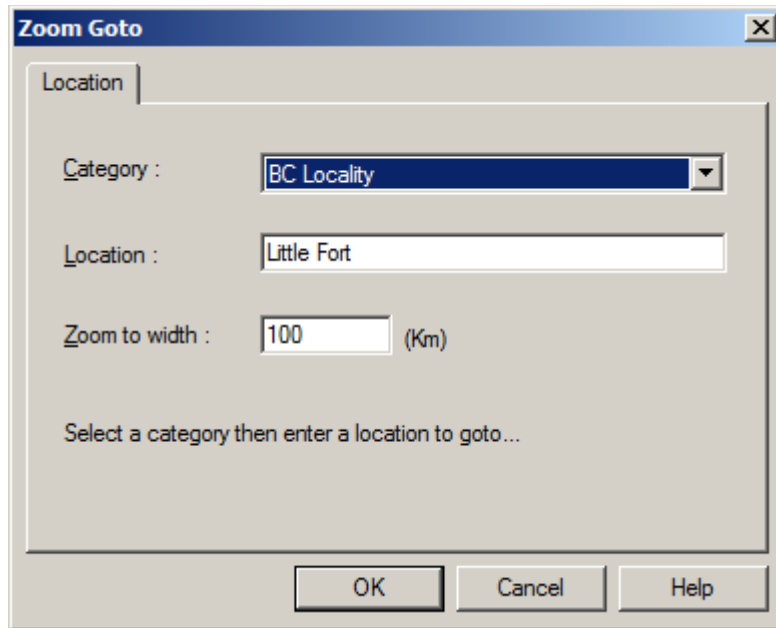 Zoom Goto
Location
Category :
BC Locality
Location :
Little Fort
Zoom to width :
100
(Km)
Select a category then enter a location to goto...
OK
Cancel
Help